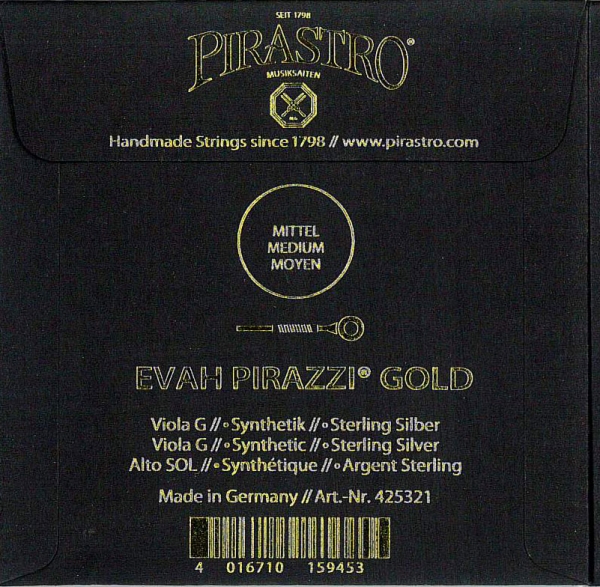 SEIT 1798
PIRASTRO®
MUSIKSAITEN
Handmade Strings since 1798 // www.pirastro.com
MITTEL
MEDIUM
MOYEN
EVAH PIRAZZI® GOLD
Viola G // Synthetik // Sterling Silber
Viola G // Synthetic // Sterling Silver
Alto SOL // Synthétique // Argent Sterling
Made in Germany // Art.-Nr. 425321
4 016710 159453